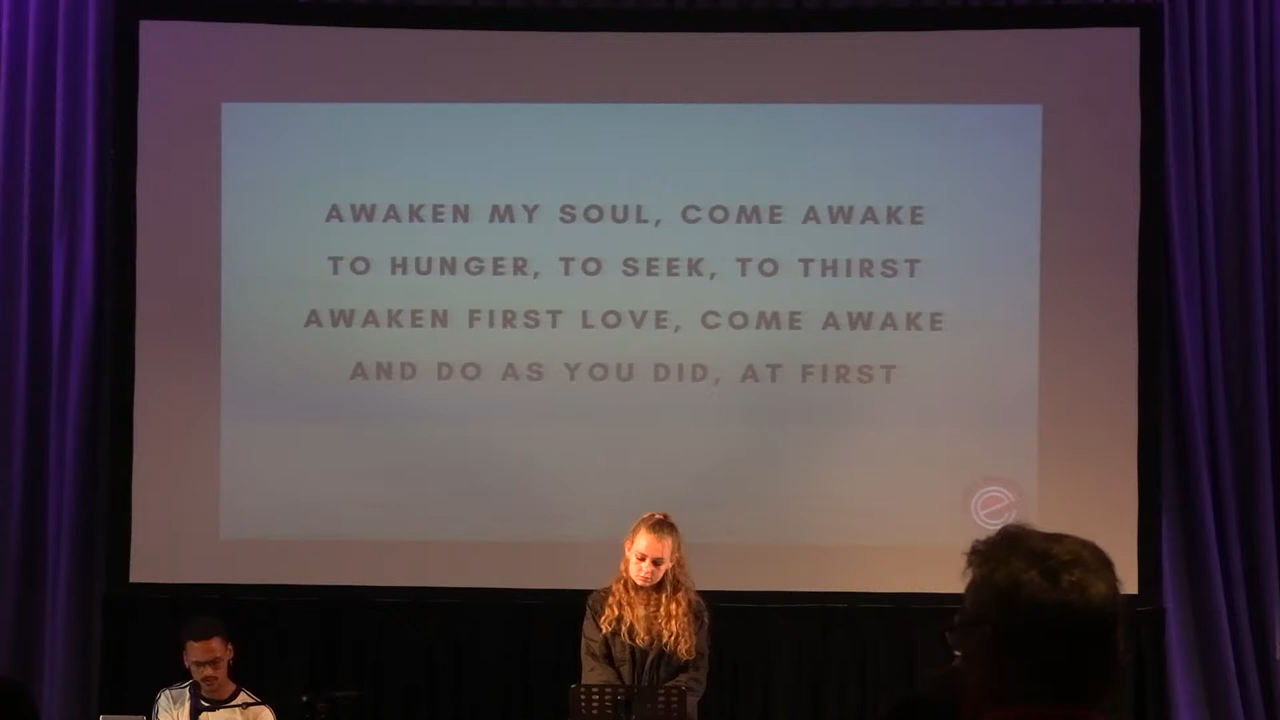 AWAKEN MY SOUL, COME AWAKE
TO HUNGER, TO SEEK, TO THIRST
AWAKEN FIRST LOVE, COME AWAKE
AND DO AS YOU DID, AT FIRST
e